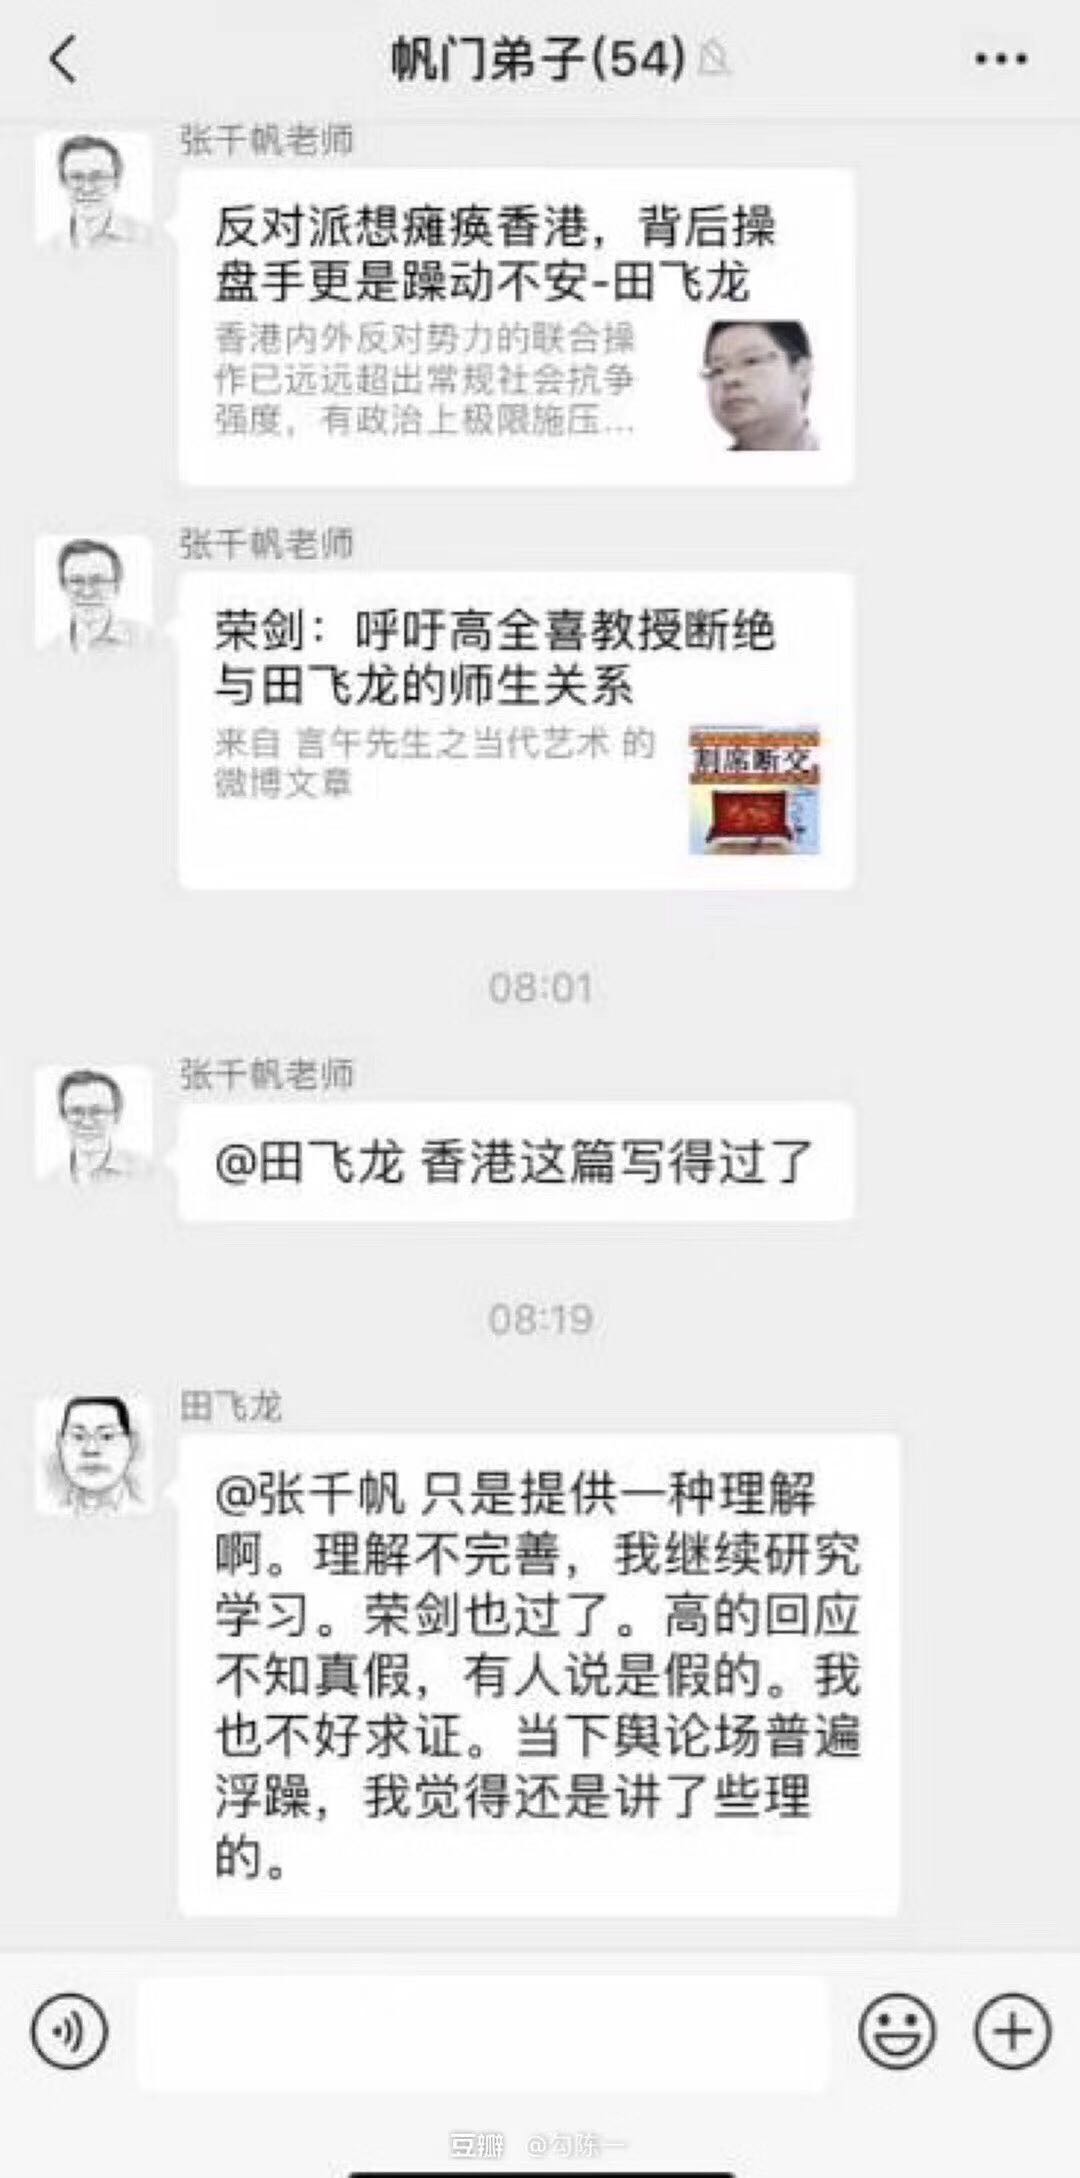 帆门弟子(54)
张千帆老师
反对派想瘫痪香港，背后操
盘手更是躁动不安-田飞龙
香港内外反对势力的联合操
作已远远超出常规社会抗争
强度，有政治上极限施压...
张千帆老师
荣剑：呼吁高全喜教授断绝
与田飞龙的师生关系
来自 言午先生之当代艺术 的
微博文章
割席断交
08:01
张千帆老师
@田飞龙 香港这篇写得过了
08:19
田飞龙
@张千帆 只是提供一种理解
啊。理解不完善，我继续研究
学习。荣剑也过了。高的回应
不知真假，有人说是假的。我
也不好求证。当下舆论场普遍
浮躁，我觉得还是讲了些理
的。
豆瓣 @勾陈一